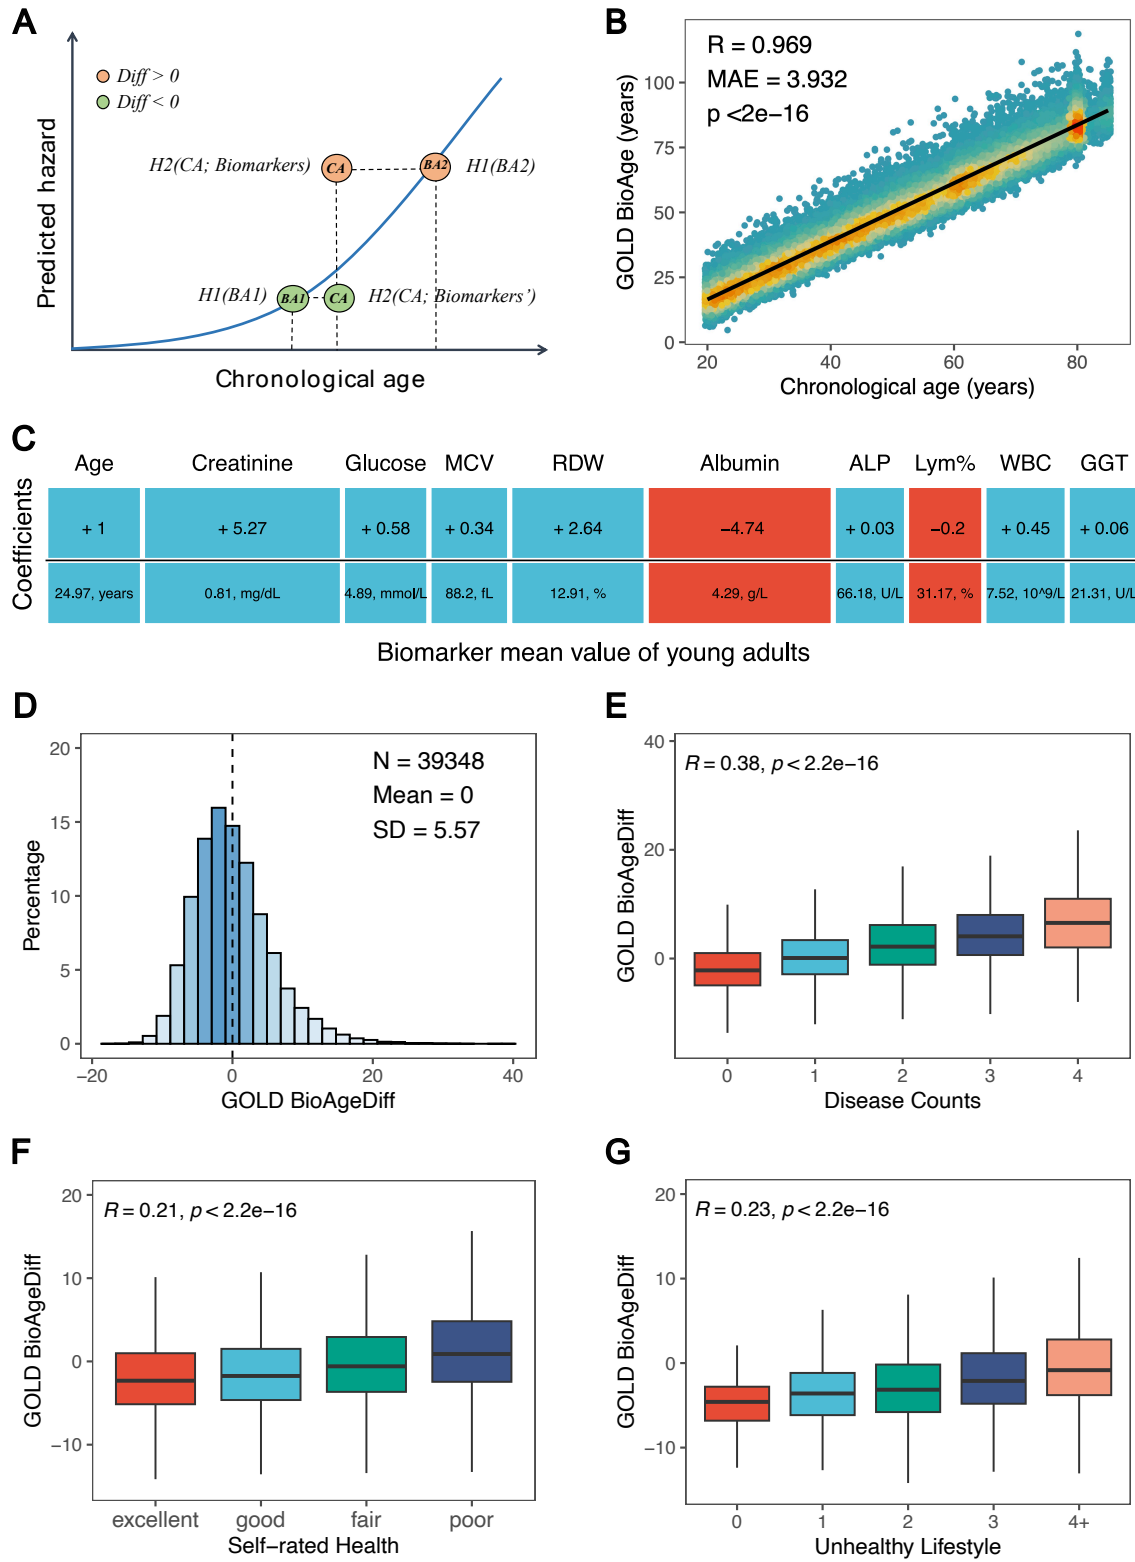 A
Diff > 0
Diff < 0
H2(CA; Biomarkers)
CA
BA2
H1(BA2)
H1(BA1)
BA1
CA
H2(CA; Biomarkers’)
Predicted hazard
Chronological age
B
R = 0.969
MAE = 3.932
p <2e−16
GOLD BioAge (years)
100
75
50
25
0
20 40 60 80
Chronological age (years)
C
Age Creatinine Glucose MCV RDW Albumin ALP Lym% WBC GGT
Coefficients
+ 1 + 5.27 + 0.58 + 0.34 + 2.64 −4.74 + 0.03 −0.2 + 0.45 + 0.06
24.97, years 0.81, mg/dL 4.89, mmol/L 88.2, fL 12.91, % 4.29, g/L 66.18, U/L 31.17, % 7.52, 10^9/L 21.31, U/L
Biomarker mean value of young adults
D
N = 39348
Mean = 0
SD = 5.57
Percentage
20
15
10
5
0
−20 0 20 40
GOLD BioAgeDiff
E
R = 0.38, p < 2.2e−16
GOLD BioAgeDiff
40
20
0
0 1 2 3 4
Disease Counts
F
R = 0.21, p < 2.2e−16
GOLD BioAgeDiff
20
10
0
−10
excellent good fair poor
Self−rated Health
G
R = 0.23, p < 2.2e−16
GOLD BioAgeDiff
20
10
0
−10
0 1 2 3 4+
Unhealthy Lifestyle